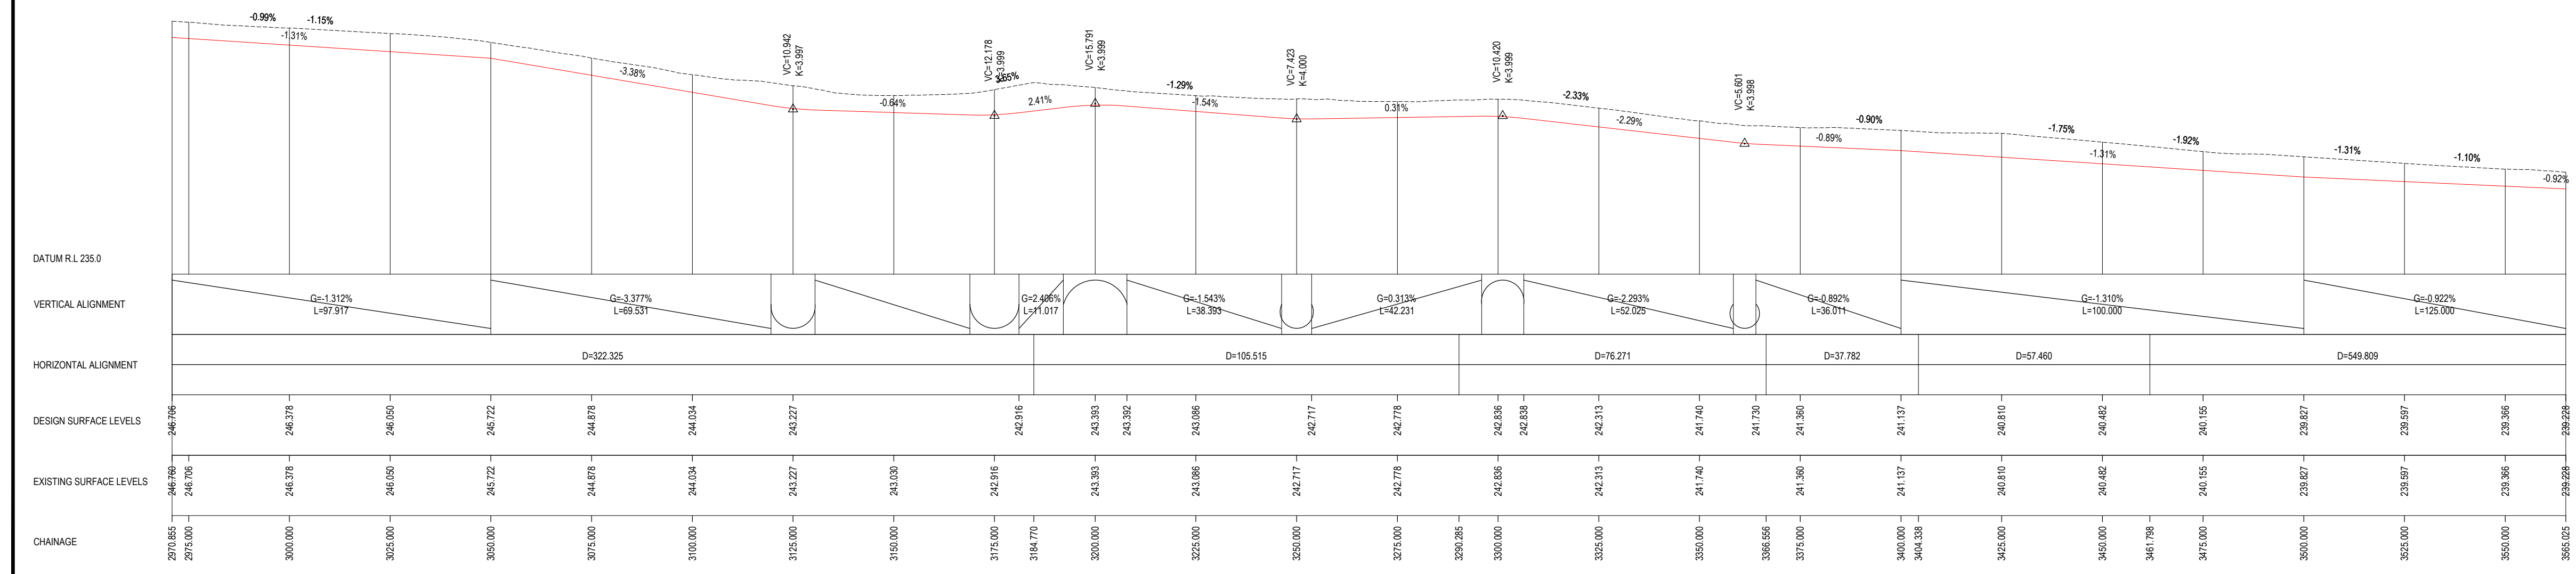 -0.99%
-1.15%
-1.31%
-3.38%
VC=10.942
K=3.997
-0.64%
VC=12.178
K=3.999
2.41%
VC=15.791
K=3.999
-1.29%
-1.54%
VC=7.423
K=4.000
0.31%
VC=10.420
K=3.999
-2.33%
-2.29%
VC=5.601
K=3.998
-0.90%
-0.89%
-1.75%
-1.31%
-1.92%
-1.31%
-1.10%
-0.92%
DATUM R.L 235.0
VERTICAL ALIGNMENT
G=-1.312%
L=97.917
G=-3.377%
L=69.531
G=2.406%
L=11.017
G=-1.543%
L=38.393
G=0.313%
L=42.231
G=-2.293%
L=52.025
G=-0.892%
L=36.011
G=-1.310%
L=100.000
G=-0.922%
L=125.000
HORIZONTAL ALIGNMENT
D=322.325
D=105.515
D=76.271
D=37.782
D=57.460
D=549.809
DESIGN SURFACE LEVELS
246.706
246.378
246.050
245.722
244.878
244.034
243.227
242.916
243.393
243.392
243.086
242.717
242.778
242.836
242.838
242.313
241.740
241.730
241.360
241.137
240.810
240.482
240.155
239.827
239.597
239.366
239.228
EXISTING SURFACE LEVELS
246.760
246.706
246.378
246.050
245.722
244.878
244.034
243.227
243.030
242.916
243.393
243.086
242.717
242.778
242.836
242.313
241.740
241.360
241.137
240.810
240.482
240.155
239.827
239.597
239.366
239.228
CHAINAGE
2970.855
2975.000
3000.000
3025.000
3050.000
3075.000
3100.000
3125.000
3150.000
3175.000
3184.770
3200.000
3225.000
3250.000
3275.000
3290.285
3300.000
3325.000
3350.000
3366.556
3375.000
3400.000
3404.338
3425.000
3450.000
3461.798
3475.000
3500.000
3525.000
3550.000
3565.025